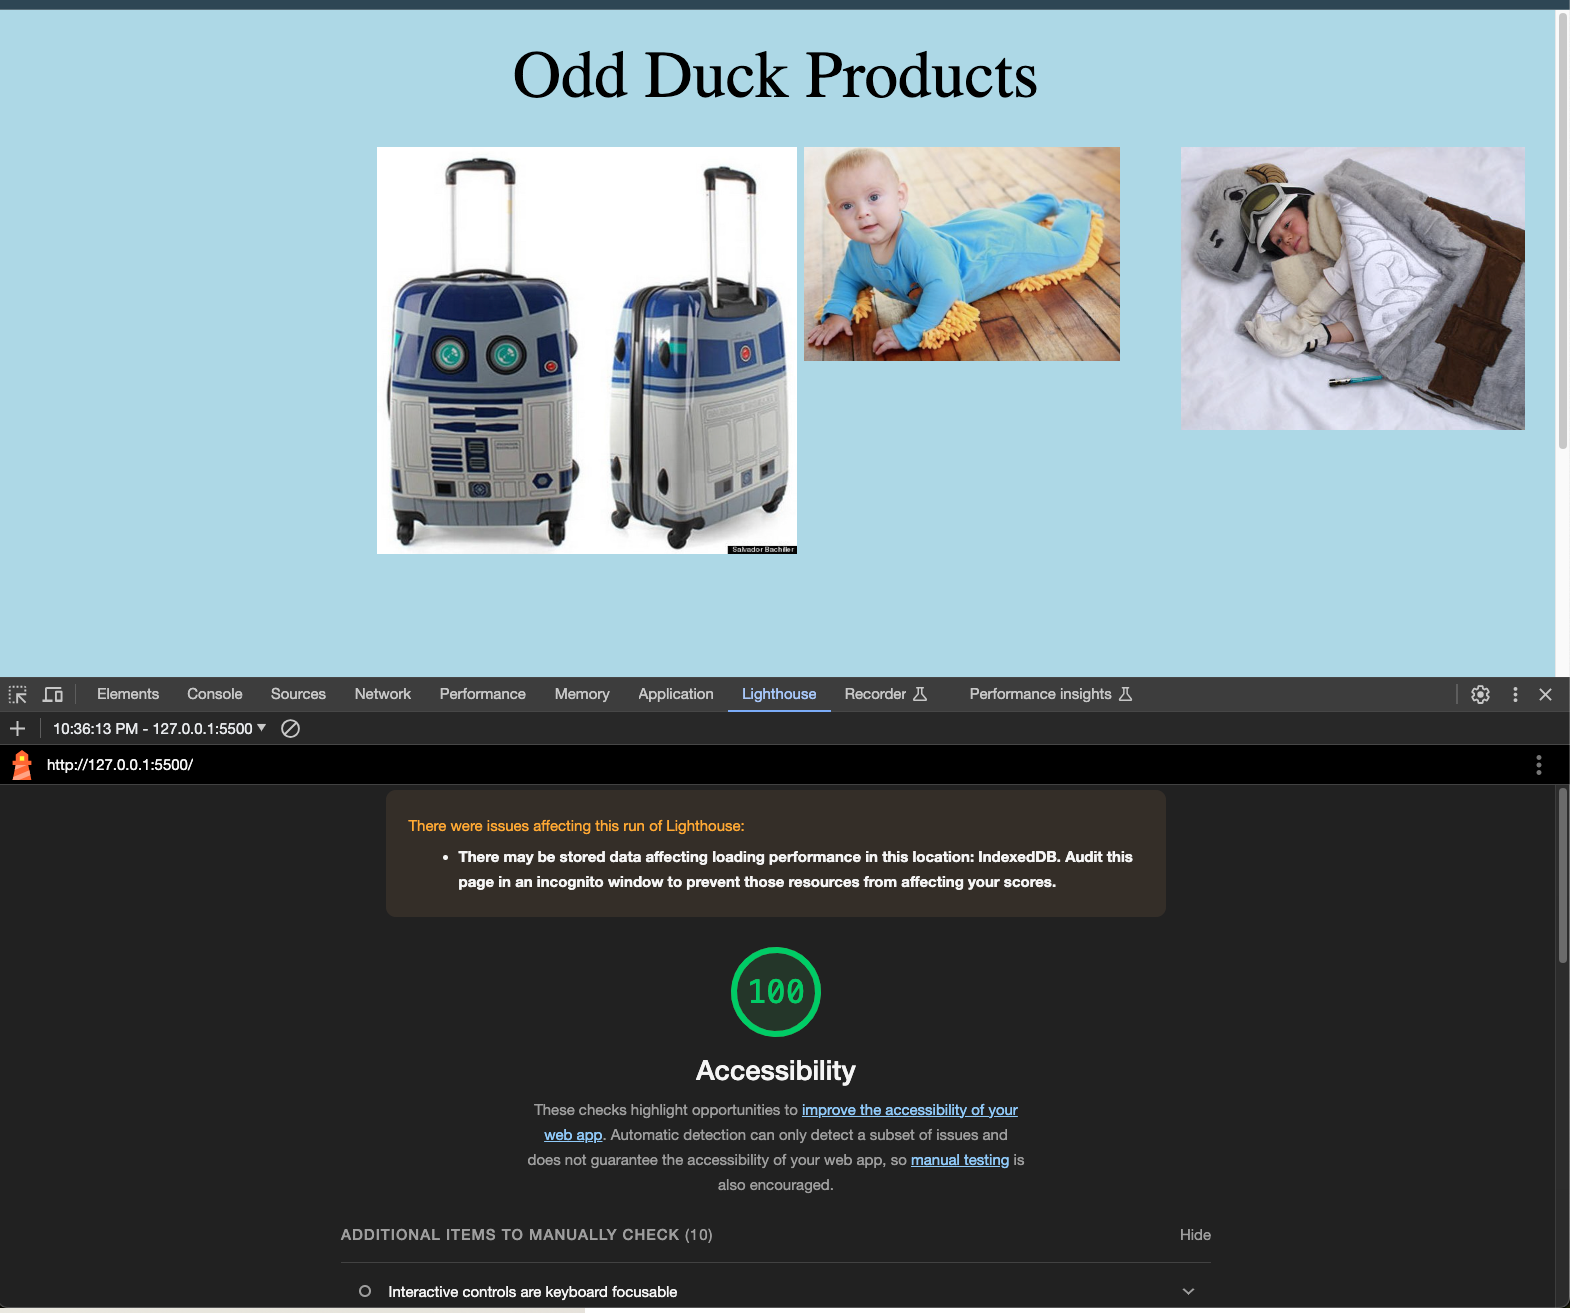 Odd Duck Products
Salvador Bachiller
Elements Console Sources Network Performance Memory Application Lighthouse Recorder Performance insights
10:36:13 PM - 127.0.0.1:5500
http://127.0.0.1:5500/
There were issues affecting this run of Lighthouse:
• There may be stored data affecting loading performance in this location: IndexedDB. Audit this
page in an incognito window to prevent those resources from affecting your scores.
100
Accessibility
These checks highlight opportunities to improve the accessibility of your
web app. Automatic detection can only detect a subset of issues and
does not guarantee the accessibility of your web app, so manual testing is
also encouraged.
ADDITIONAL ITEMS TO MANUALLY CHECK (10) Hide
Interactive controls are keyboard focusable